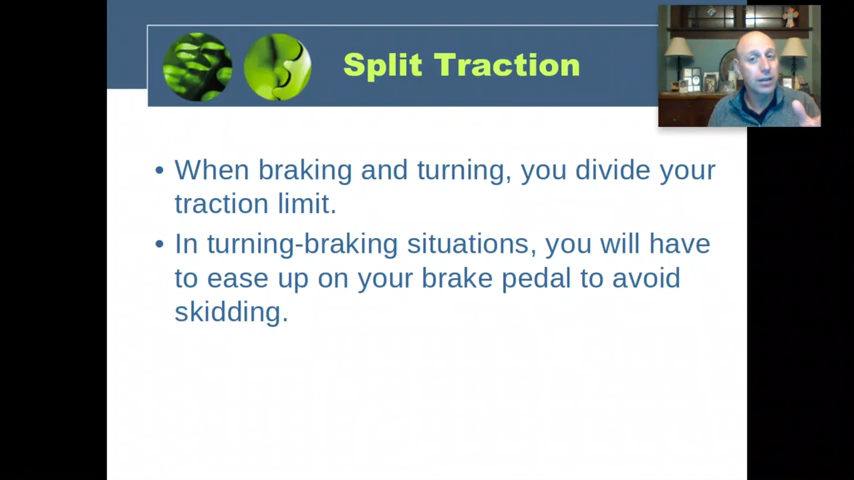 Split Traction
• When braking and turning, you divide your
traction limit.
• In turning-braking situations, you will have
to ease up on your brake pedal to avoid
skidding.